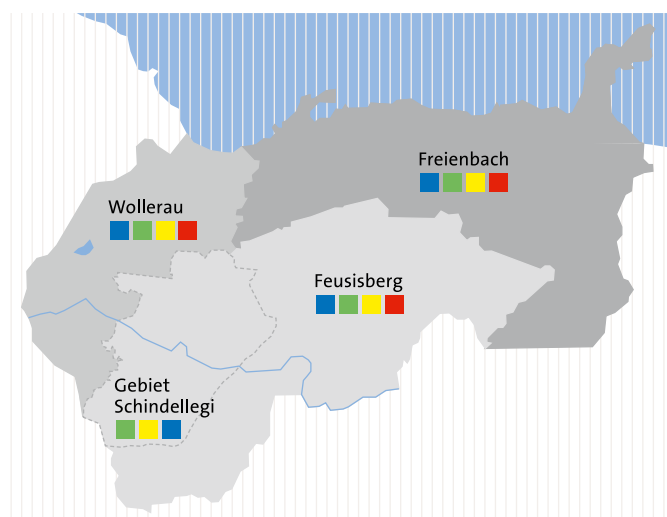 Freienbach
Wollerau
Feusisberg
Gebiet
Schindellegi